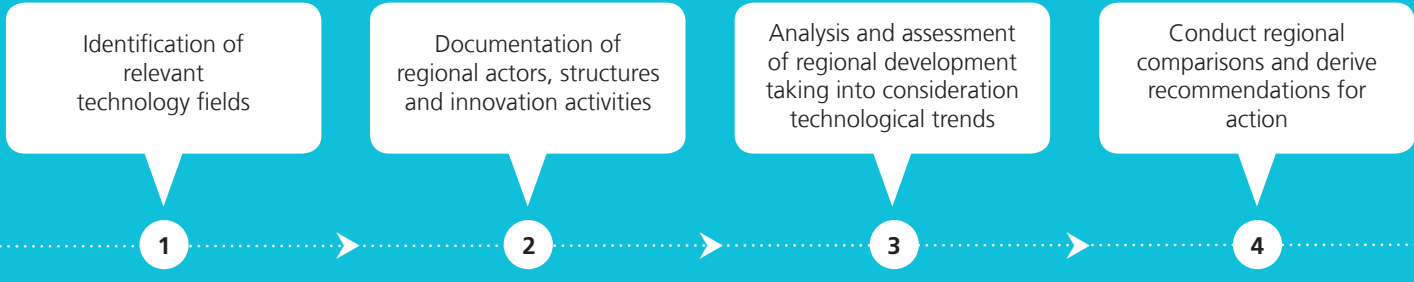 Identification of
relevant
technology fields
Documentation of
regional actors, structures
and innovation activities
Analysis and assessment
of regional development
taking into consideration
technological trends
Conduct regional
comparisons and derive
recommendations for
action
1
2
3
4